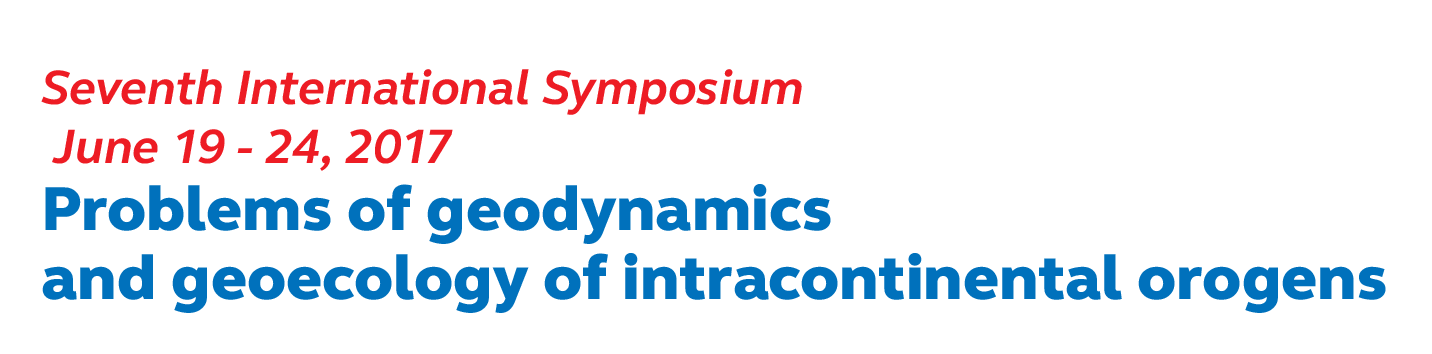 Seventh International Symposium
June 19 - 24, 2017
Problems of geodynamics
and geoecology of intracontinental orogens